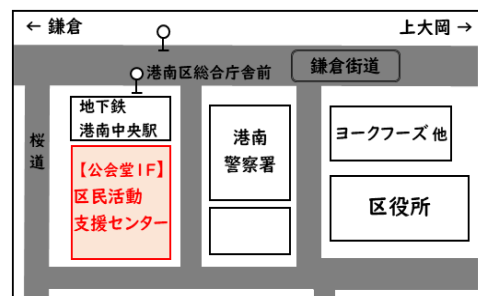 ← 鎌倉
上大岡 →
港南区総合庁舎前
鎌倉街道
桜道
地下鉄
港南中央駅
【公会堂1F】
区民活動
支援センター
港南
警察署
ヨークフーズ 他
区役所